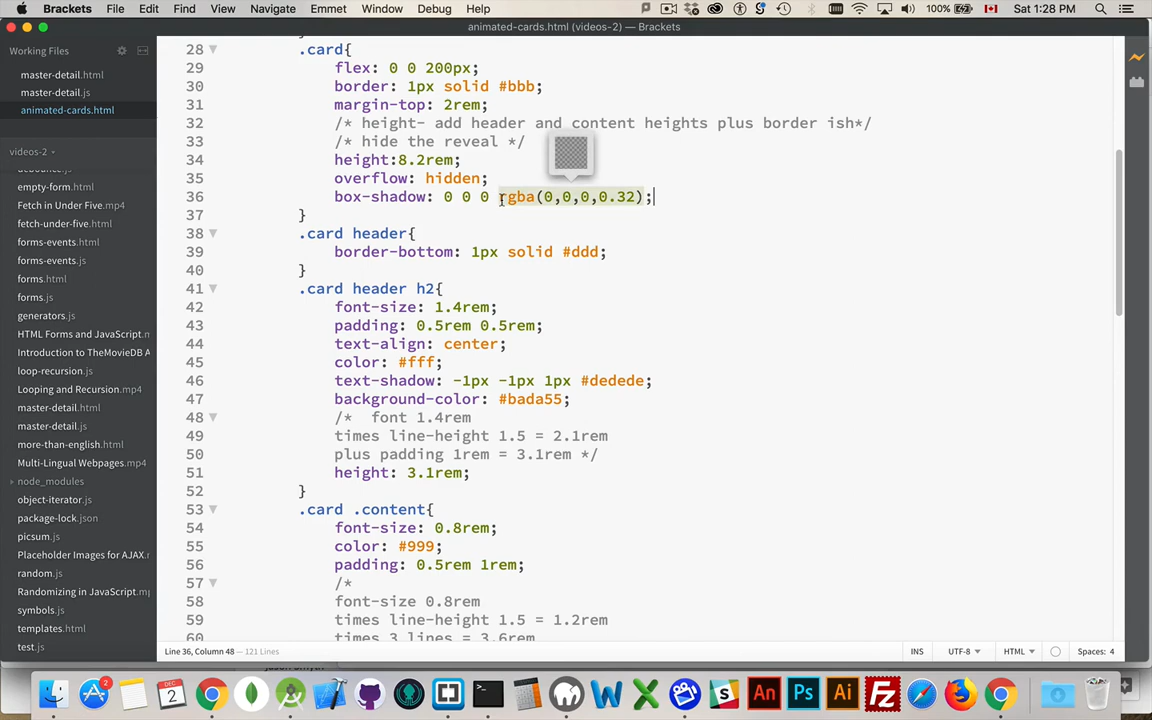 Brackets File Edit Find View Navigate Emmet Window Debug Help 100% Sat 1:28 PM
animated-cards.html (videos-2) — Brackets
Working Files
master-detail.html
master-detail.js
animated-cards.html
videos-2
debounce.js
empty-form.html
Fetch in Under Five.mp4
fetch-under-five.html
forms-events.html
forms-events.js
forms.html
forms.js
generators.js
HTML Forms and JavaScript.m
Introduction to TheMovieDB A
loop-recursion.js
Looping and Recursion.mp4
master-detail.html
master-detail.js
more-than-english.html
Multi-Lingual Webpages.mp4
node_modules
object-iterator.js
package-lock.json
picsum.js
Placeholder Images for AJAX.r
random.js
Randomizing in JavaScript.mp
symbols.js
templates.html
test.js
28 .card{
29 flex: 0 0 200px;
30 border: 1px solid #bbb;
31 margin-top: 2rem;
32 /* height- add header and content heights plus border ish*/
33 /* hide the reveal */
34 height:8.2rem;
35 overflow: hidden;
36 box-shadow: 0 0 0 rgba(0,0,0,0.32);
37 }
38 .card header{
39 border-bottom: 1px solid #ddd;
40 }
41 .card header h2{
42 font-size: 1.4rem;
43 padding: 0.5rem 0.5rem;
44 text-align: center;
45 color: #fff;
46 text-shadow: -1px -1px 1px #dedede;
47 background-color: #bada55;
48 /* font 1.4rem
49 times line-height 1.5 = 2.1rem
50 plus padding 1rem = 3.1rem */
51 height: 3.1rem;
52 }
53 .card .content{
54 font-size: 0.8rem;
55 color: #999;
56 padding: 0.5rem 1rem;
57 /*
58 font-size 0.8rem
59 times line-height 1.5 = 1.2rem
60 times 3 lines = 3.6rem
Line 36, Column 48 — 121 Lines
INS UTF-8 HTML Spaces: 4